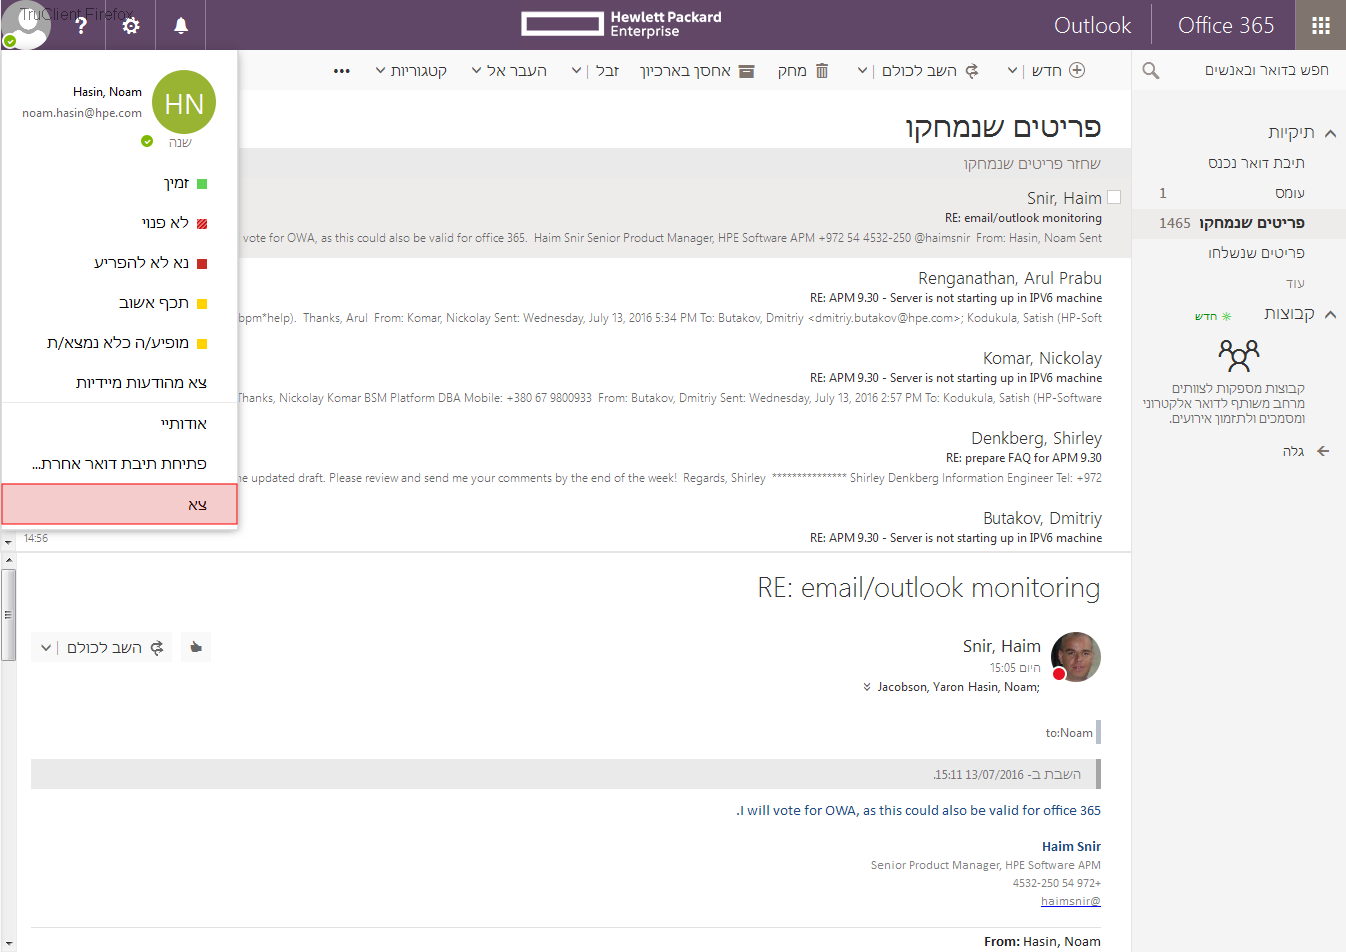 TruClient Firefox
?
Hewlett Packard
Enterprise
Outlook
Office 365
חפש בדואר ובאנשים
חדש
השב לכולם
מחק
אחסן בארכיון
זבל
העבר אל
קטגוריות
•••
Hasin, Noam
noam.hasin@hpe.com
HN
שנה
זמין
לא פנוי
נא לא להפריע
תכף אשוב
מופיע/ה כלא נמצא/ת
צא מהודעות מיידיות
אודותיי
פתיחת תיבת דואר אחרת...
צא
תיקיות
תיבת דואר נכנס
עומס 1
פריטים שנמחקו 1465
פריטים שנשלחו
עוד
קבוצות
חדש
קבוצות מספקות לצוותים
מרחב משותף לדואר אלקטרוני
ומסמכים ולתזמון אירועים.
גלה
פריטים שנמחקו
שחזר פריטים שנמחקו
Snir, Haim
RE: email/outlook monitoring
vote for OWA, as this could also be valid for office 365. Haim Snir Senior Product Manager, HPE Software APM +972 54 4532-250 @haimsnir From: Hasin, Noam Sent
Renganathan, Arul Prabu
RE: APM 9.30 - Server is not starting up in IPV6 machine
bpm*help). Thanks, Arul From: Komar, Nickolay Sent: Wednesday, July 13, 2016 5:34 PM To: Butakov, Dmitriy <dmitriy.butakov@hpe.com>; Kodukula, Satish (HP-Soft
Komar, Nickolay
RE: APM 9.30 - Server is not starting up in IPV6 machine
Thanks, Nickolay Komar BSM Platform DBA Mobile: +380 67 9800933 From: Butakov, Dmitriy Sent: Wednesday, July 13, 2016 2:57 PM To: Kodukula, Satish (HP-Software
Denkberg, Shirley
RE: prepare FAQ for APM 9.30
he updated draft. Please review and send me your comments by the end of the week! Regards, Shirley *************** Shirley Denkberg Information Engineer Tel: +972
Butakov, Dmitriy
RE: APM 9.30 - Server is not starting up in IPV6 machine
14:56
RE: email/outlook monitoring
השב לכולם
Snir, Haim
היום 15:05
Jacobson, Yaron Hasin, Noam;
to:Noam
השבת ב- 13/07/2016 15:11.
.I will vote for OWA, as this could also be valid for office 365
Haim Snir
Senior Product Manager, HPE Software APM
4532-250 54 972+
haimsnir@
From: Hasin, Noam